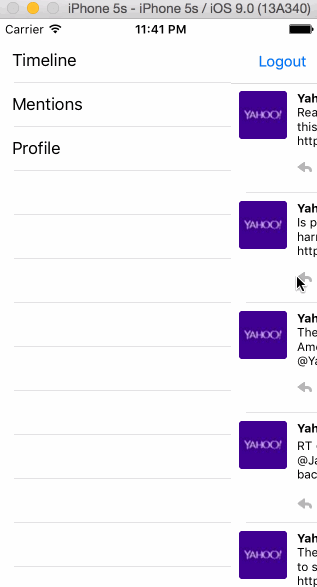 iPhone 5s - iPhone 5s / iOS 9.0 (13A340)
Carrier 11:41 PM
Timeline
Logout
Mentions
Profile
YAHOO!
Yah
Rea
this
http
YAHOO!
Yah
Is p
harr
http
YAHOO!
Yah
The
Ame
@Ya
YAHOO!
Yah
RT
@Ja
bac
YAHOO!
Yah
The
to s
http